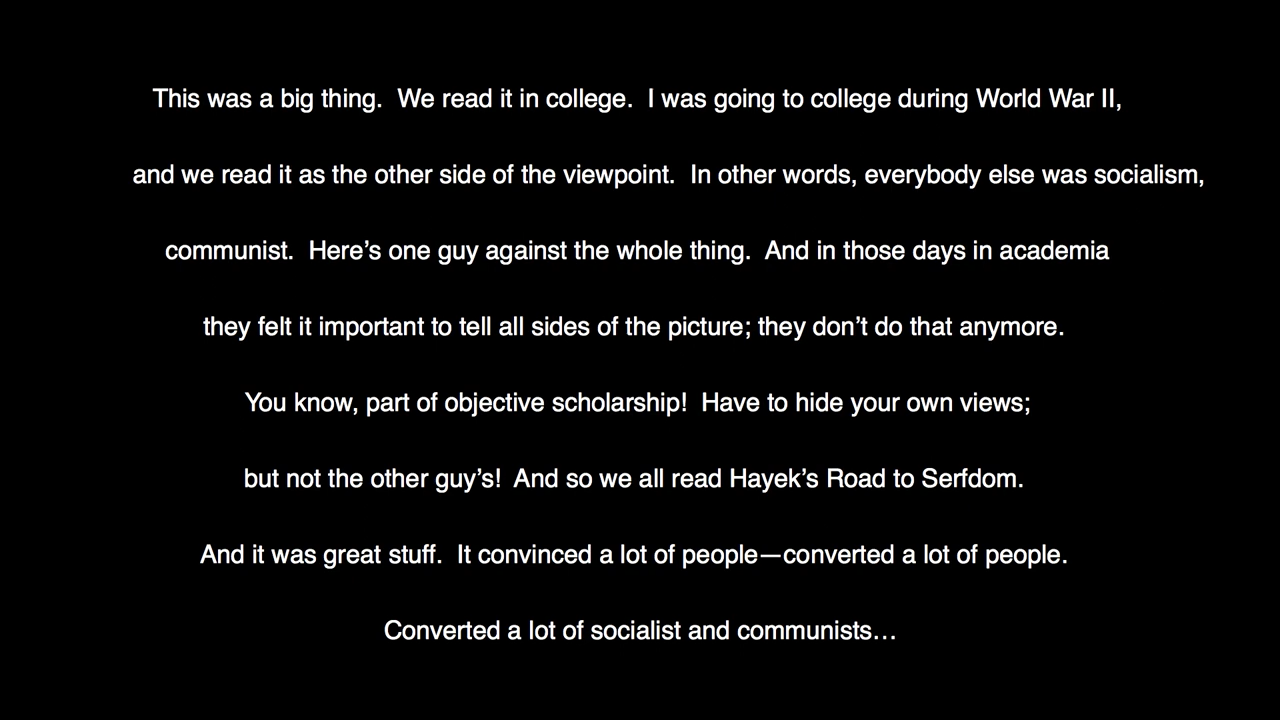 This was a big thing.  We read it in college.  I was going to college during World War II,
and we read it as the other side of the viewpoint.  In other words, everybody else was socialism,
communist.  Here’s one guy against the whole thing.  And in those days in academia
they felt it important to tell all sides of the picture; they don’t do that anymore.
You know, part of objective scholarship!  Have to hide your own views;
but not the other guy’s!  And so we all read Hayek’s Road to Serfdom.
And it was great stuff.  It convinced a lot of people—converted a lot of people.
Converted a lot of socialist and communists…